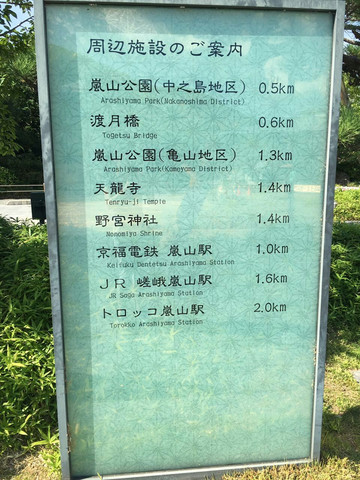 周辺施設のご案内
嵐山公園(中之島地区) 0.5km
Arashiyama Park(Nakanoshima District)
渡月橋 0.6km
Togetsu Bridge
嵐山公園(亀山地区) 1.3km
Arashiyama Park(Kameyama District)
天龍寺 1.4km
Tenryu-ji Temple
野宮神社 1.4km
Nonomiya Shrine
京福電鉄 嵐山駅 1.0km
Keifuku Dentetsu Arashiyama Station
JR 嵯峨嵐山駅 1.6km
JR Saga Arashiyama Station
トロッコ嵐山駅 2.0km
Torokko Arashiyama Station